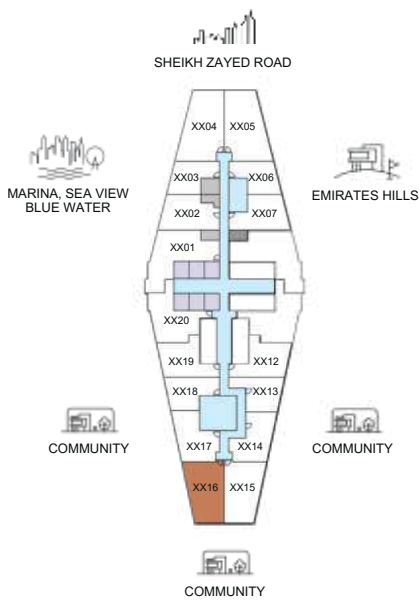 SHEIKH ZAYED ROAD
XX04 XX05
XX03 XX06
MARINA, SEA VIEW
BLUE WATER
EMIRATES HILLS
XX02 XX07
XX01
XX20
XX19 XX12
XX18 XX13
COMMUNITY
XX17 XX14
COMMUNITY
XX16 XX15
COMMUNITY